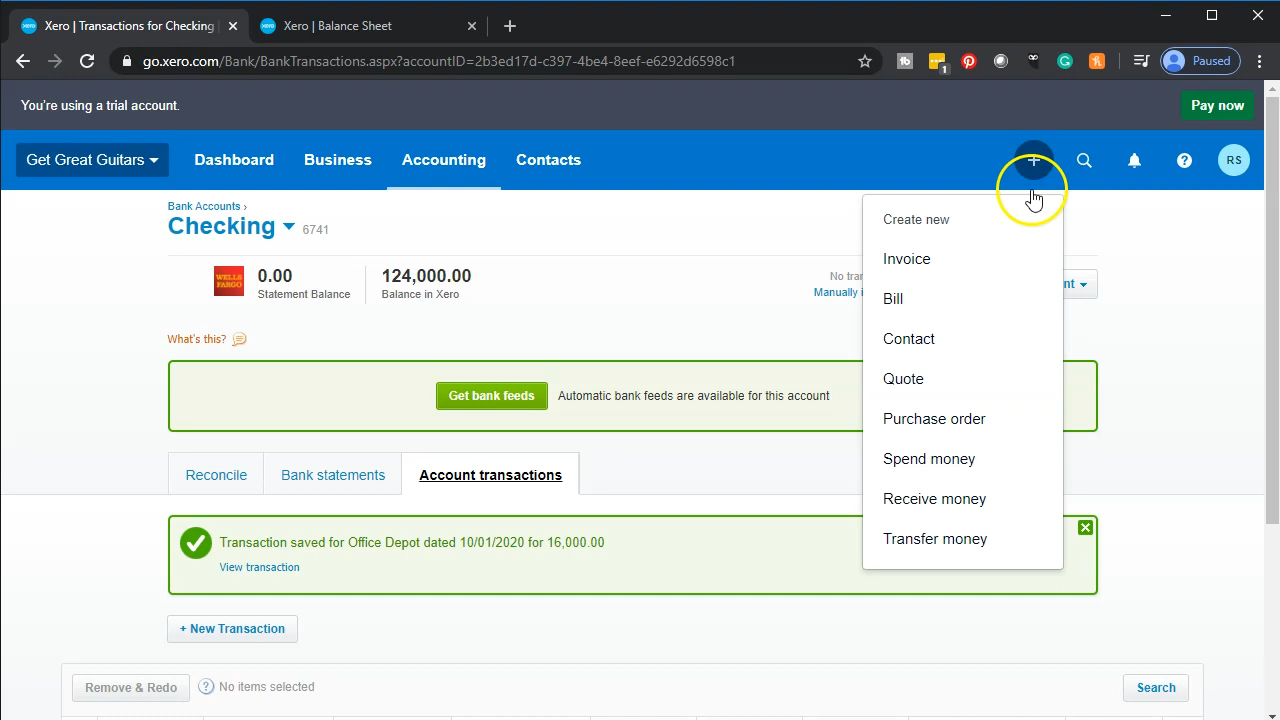 Xero | Transactions for Checking
Xero | Balance Sheet
go.xero.com/Bank/BankTransactions.aspx?accountID=2b3ed17d-c397-4be4-8eef-e6292d6598c1
1
Paused
You're using a trial account.
Pay now
Get Great Guitars
Dashboard
Business
Accounting
Contacts
RS
Bank Accounts ›
Checking
6741
WELLS FARGO
0.00
Statement Balance
124,000.00
Balance in Xero
No tran
Manually i
nt
What's this?
Get bank feeds
Automatic bank feeds are available for this account
Create new
Invoice
Bill
Contact
Quote
Purchase order
Spend money
Receive money
Transfer money
Reconcile
Bank statements
Account transactions
Transaction saved for Office Depot dated 10/01/2020 for 16,000.00
View transaction
+ New Transaction
Remove & Redo
No items selected
Search